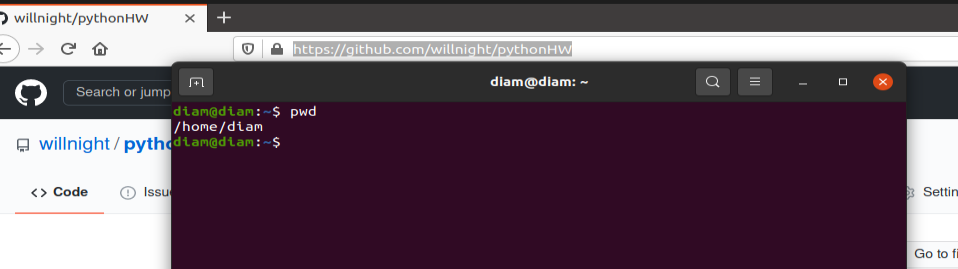 willnight/pythonHW
https://github.com/willnight/pythonHW
diam@diam: ~
Search or jump
diam@diam:~$ pwd
/home/diam
diam@diam:~$
willnight / pytho
<> Code
Issu
Settin
Go to fi